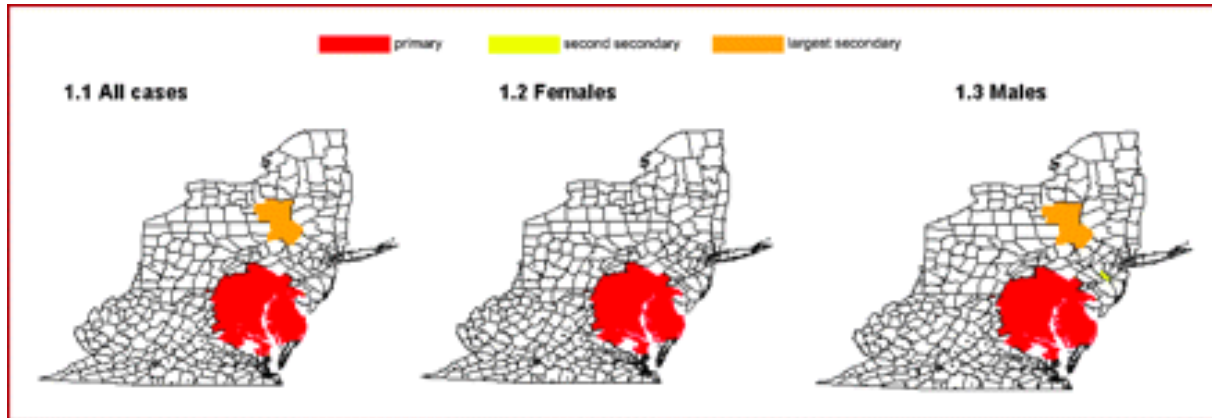 primary second secondary largest secondary
1.1 All cases 1.2 Females 1.3 Males